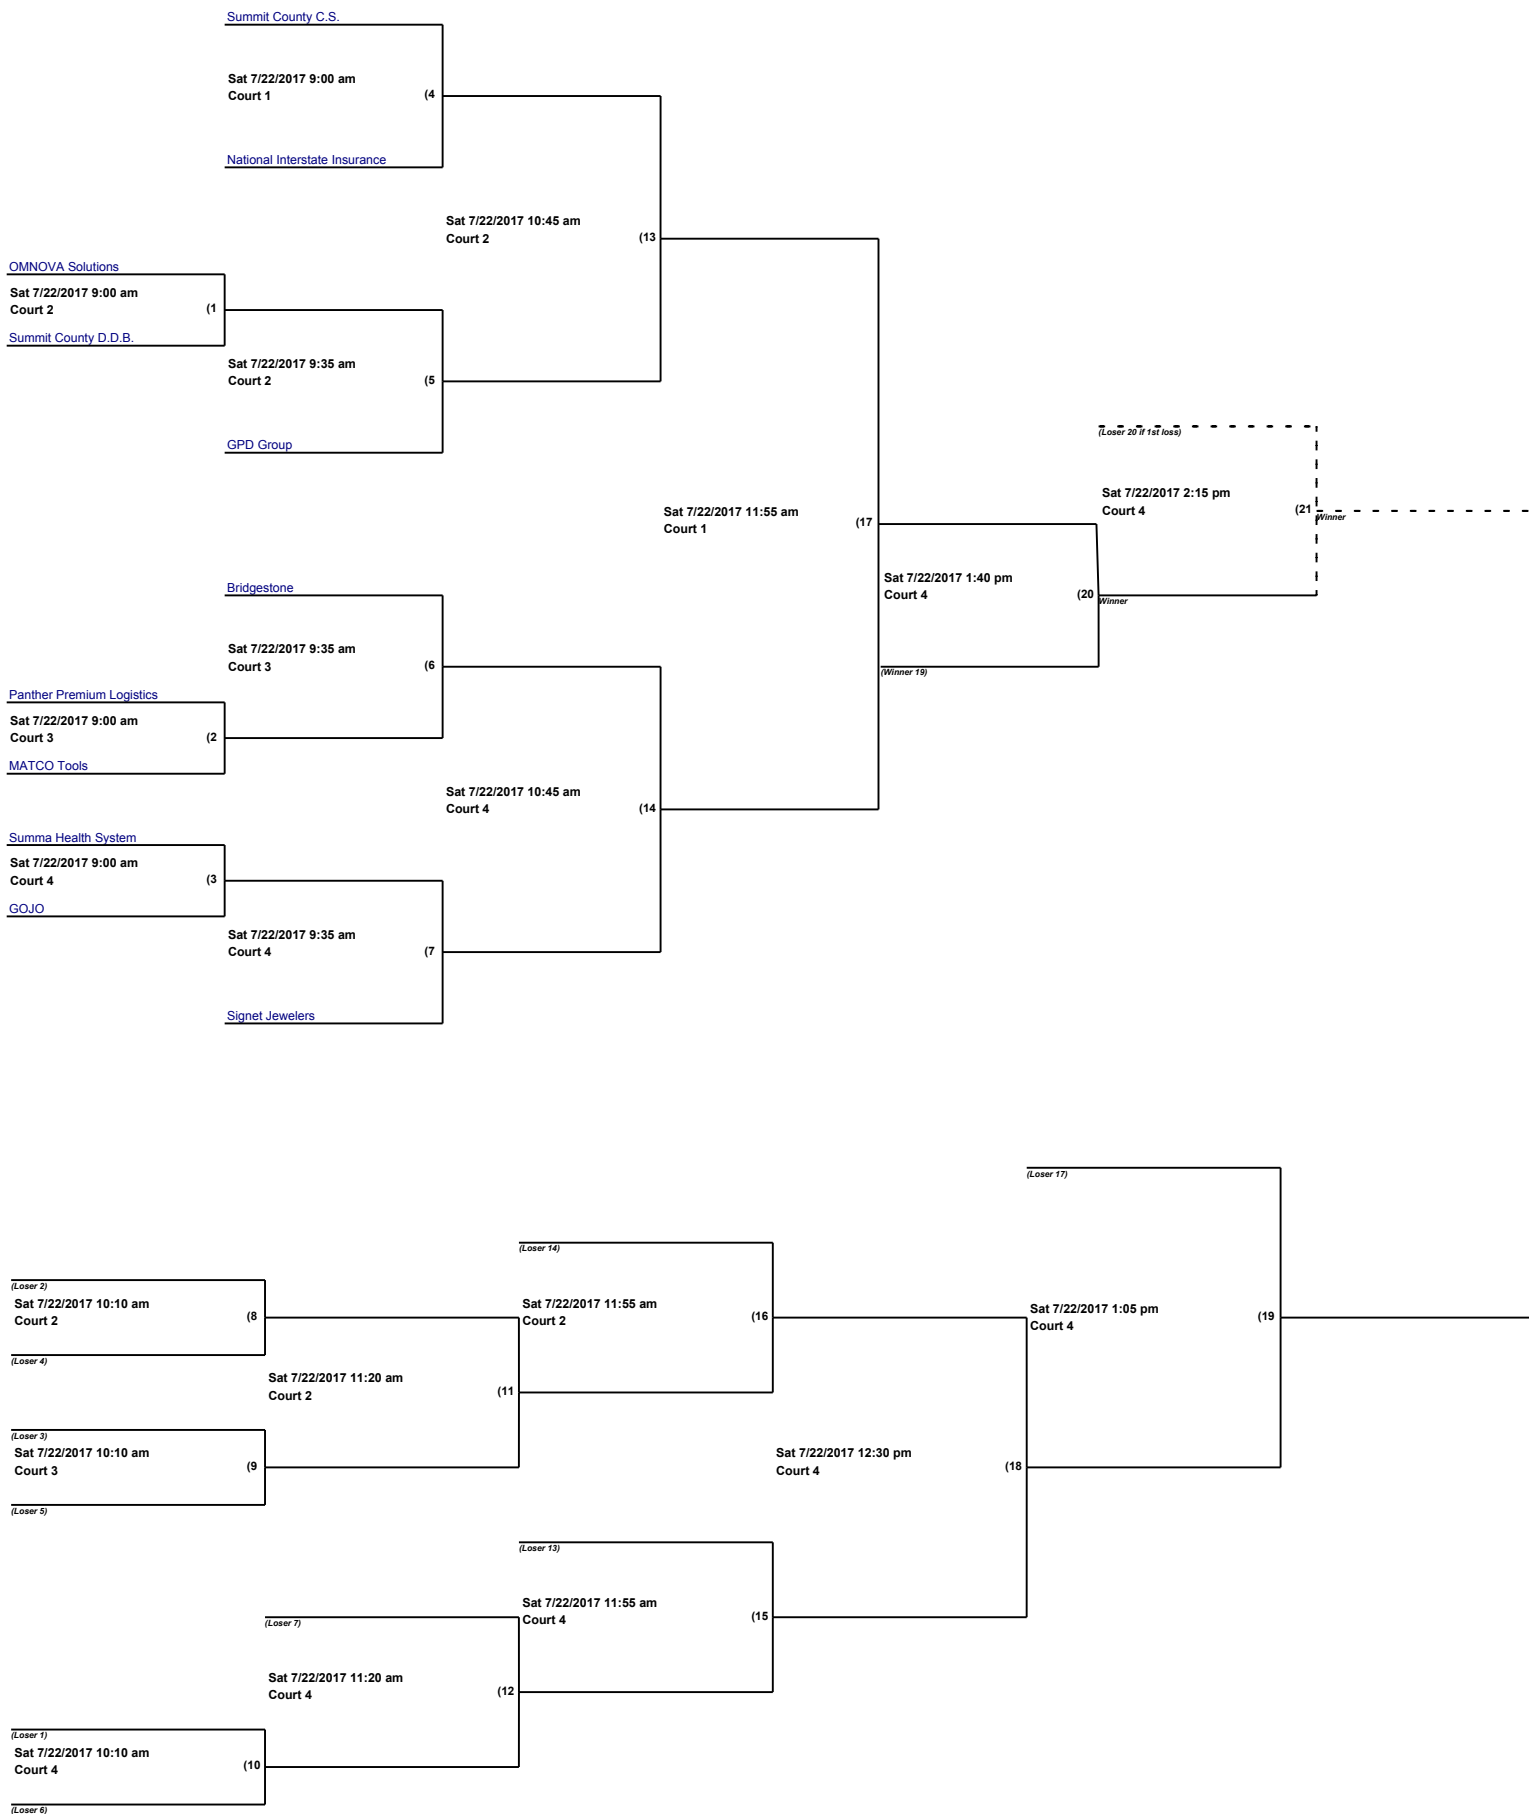 Summit County C.S.
Sat 7/22/2017 9:00 am
Court 1
(4
National Interstate Insurance
Sat 7/22/2017 10:45 am
Court 2
(13
OMNOVA Solutions
Sat 7/22/2017 9:00 am
Court 2
(1
Summit County D.D.B.
Sat 7/22/2017 9:35 am
Court 2
(5
GPD Group
(Loser 20 if 1st loss)
Sat 7/22/2017 2:15 pm
Court 4
(21
Winner
Sat 7/22/2017 11:55 am
Court 1
(17
Sat 7/22/2017 1:40 pm
Court 4
(20
Winner
(Winner 19)
Bridgestone
Sat 7/22/2017 9:35 am
Court 3
(6
Panther Premium Logistics
Sat 7/22/2017 9:00 am
Court 3
(2
MATCO Tools
Sat 7/22/2017 10:45 am
Court 4
(14
Summa Health System
Sat 7/22/2017 9:00 am
Court 4
(3
GOJO
Sat 7/22/2017 9:35 am
Court 4
(7
Signet Jewelers
(Loser 17)
(Loser 14)
(Loser 2)
Sat 7/22/2017 10:10 am
Court 2
(8
(Loser 4)
Sat 7/22/2017 11:55 am
Court 2
(16
Sat 7/22/2017 1:05 pm
Court 4
(19
Sat 7/22/2017 11:20 am
Court 2
(11
(Loser 3)
Sat 7/22/2017 10:10 am
Court 3
(9
(Loser 5)
Sat 7/22/2017 12:30 pm
Court 4
(18
(Loser 13)
Sat 7/22/2017 11:55 am
Court 4
(15
(Loser 7)
Sat 7/22/2017 11:20 am
Court 4
(12
(Loser 1)
Sat 7/22/2017 10:10 am
Court 4
(10
(Loser 6)